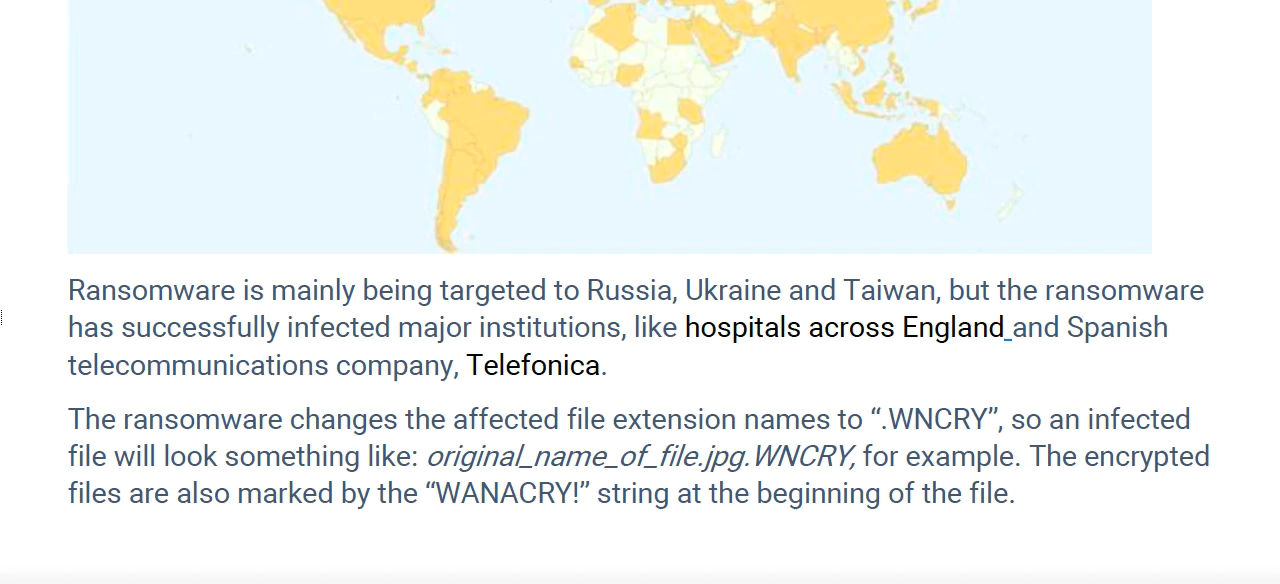 Ransomware is mainly being targeted to Russia, Ukraine and Taiwan, but the ransomware
has successfully infected major institutions, like hospitals across England and Spanish
telecommunications company, Telefonica.
The ransomware changes the affected file extension names to “.WNCRY”, so an infected
file will look something like: original_name_of_file.jpg.WNCRY, for example. The encrypted
files are also marked by the “WANACRY!” string at the beginning of the file.